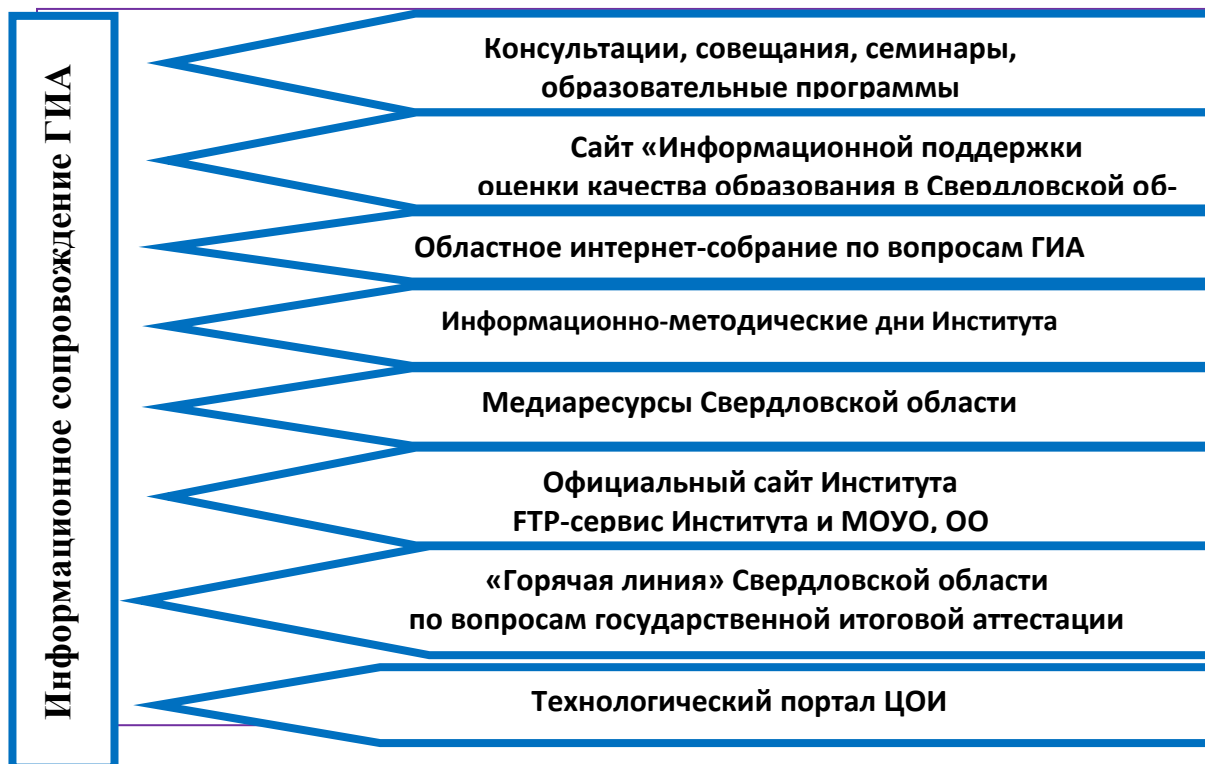 Информационное сопровождение ГИА
Консультации, совещания, семинары,
образовательные программы
Сайт «Информационной поддержки
оценки качества образования в Свердловской об-
Областное интернет-собрание по вопросам ГИА
Информационно-методические дни Института
Медиаресурсы Свердловской области
Официальный сайт Института
FTP-сервис Института и МОУО, ОО
«Горячая линия» Свердловской области
по вопросам государственной итоговой аттестации
Технологический портал ЦОИ